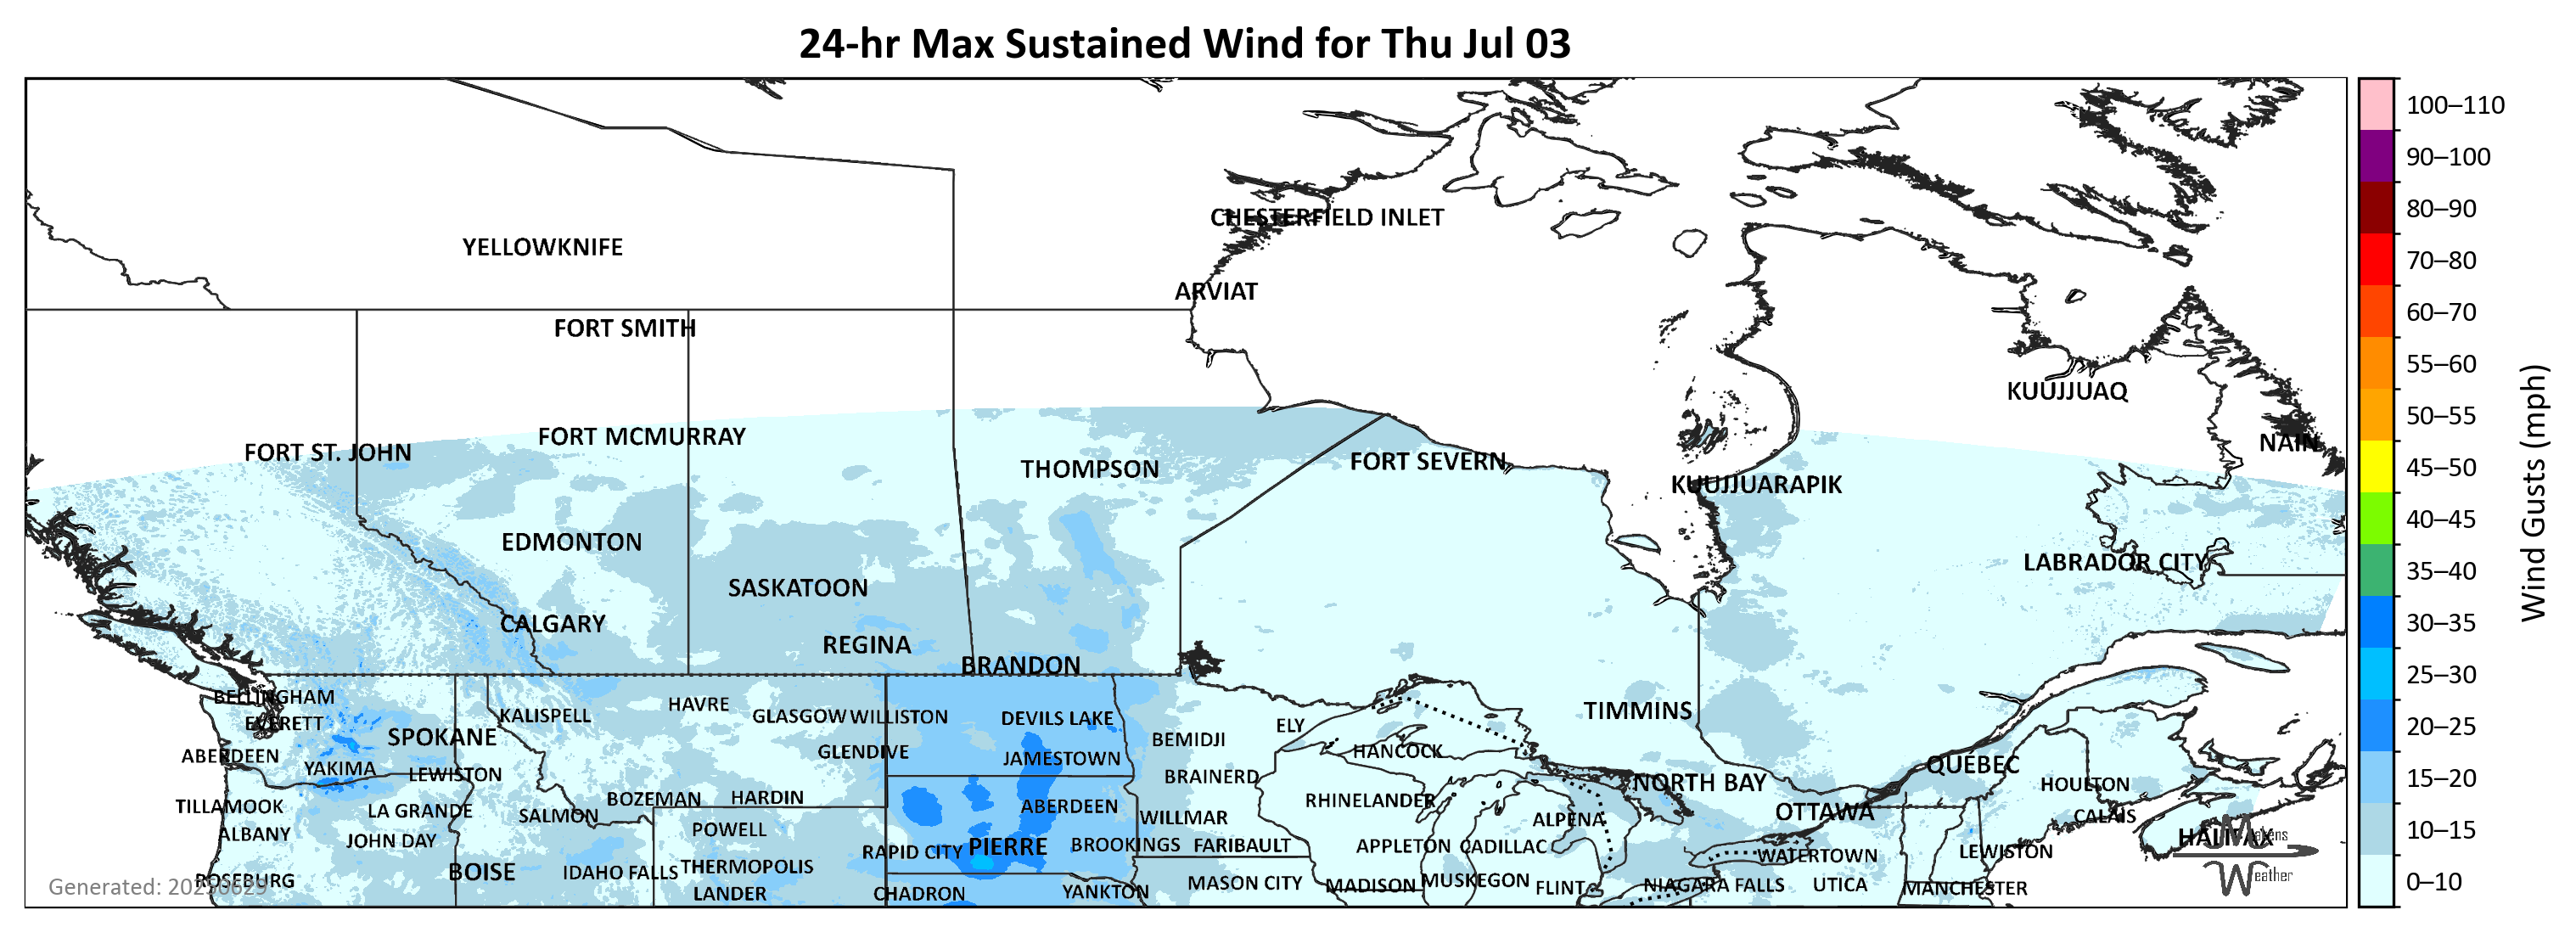 24-hr Max Sustained Wind for Thu Jul 03
100–110
90–100
80–90
70–80
60–70
55–60
50–55
45–50
40–45
35–40
30–35
25–30
20–25
15–20
10–15
0–10
Wind Gusts (mph)
CHESTERFIELD INLET
YELLOWKNIFE
ARVIAT
FORT SMITH
KUUJJUAQ
FORT MCMURRAY
NAIN
FORT ST. JOHN
FORT SEVERN
THOMPSON
KUUJJUARAPIK
EDMONTON
LABRADOR CITY
SASKATOON
CALGARY
REGINA
BRANDON
BELLINGHAM
HAVRE
TIMMINS
KALISPELL
GLASGOW
WILLISTON
DEVILS LAKE
EVERETT
ELY
SPOKANE
BEMIDJI
HANCOCK
GLENDIVE
ABERDEEN
JAMESTOWN
QUEBEC
YAKIMA
LEWISTON
BRAINERD
NORTH BAY
HOULTON
BOZEMAN
HARDIN
RHINELANDER
TILLAMOOK
LA GRANDE
ABERDEEN
OTTAWA
SALMON
WILLMAR
ALPENA
CALAIS
POWELL
ALBANY
HALIFAX
Makens
Weather
JOHN DAY
PIERRE
BROOKINGS
FARIBAULT
APPLETON
CADILLAC
RAPID CITY
LEWISTON
WATERTOWN
THERMOPOLIS
BOISE
IDAHO FALLS
ROSEBURG
MUSKEGON
MASON CITY
MADISON
NIAGARA FALLS
UTICA
Generated: 20250629
FLINT
MANCHESTER
LANDER
CHADRON
YANKTON